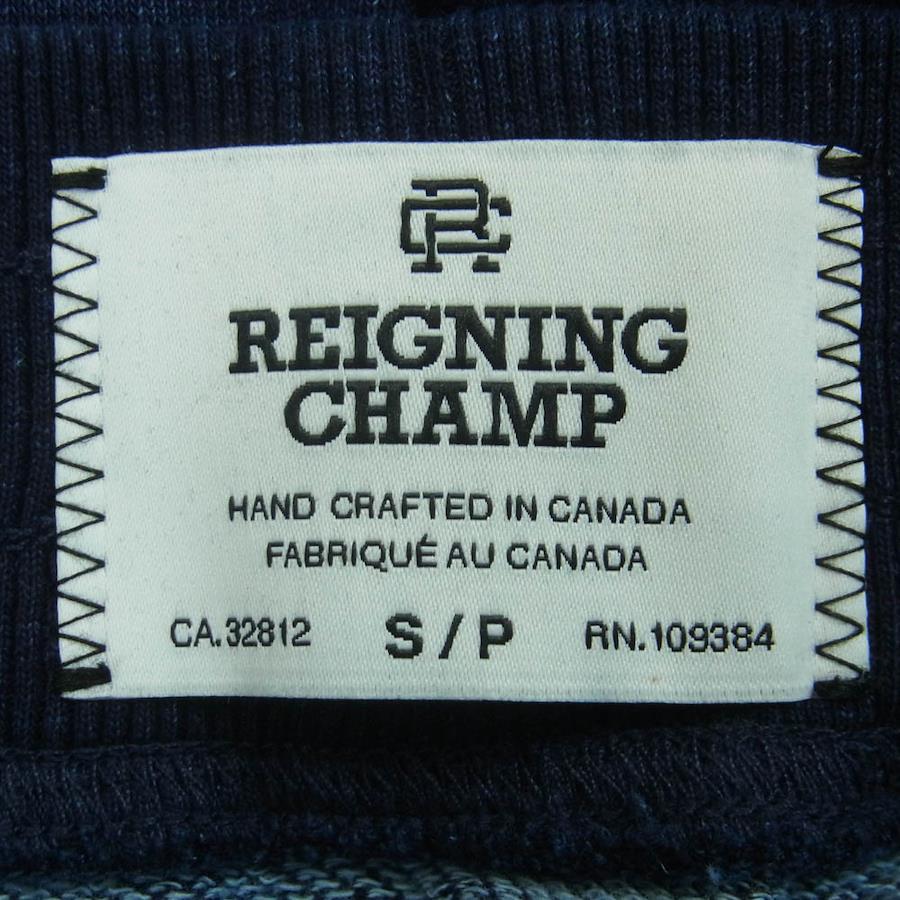 RC
REIGNING
CHAMP
HAND CRAFTED IN CANADA
FABRIQUÉ AU CANADA
CA.32812 S / P RN.109384